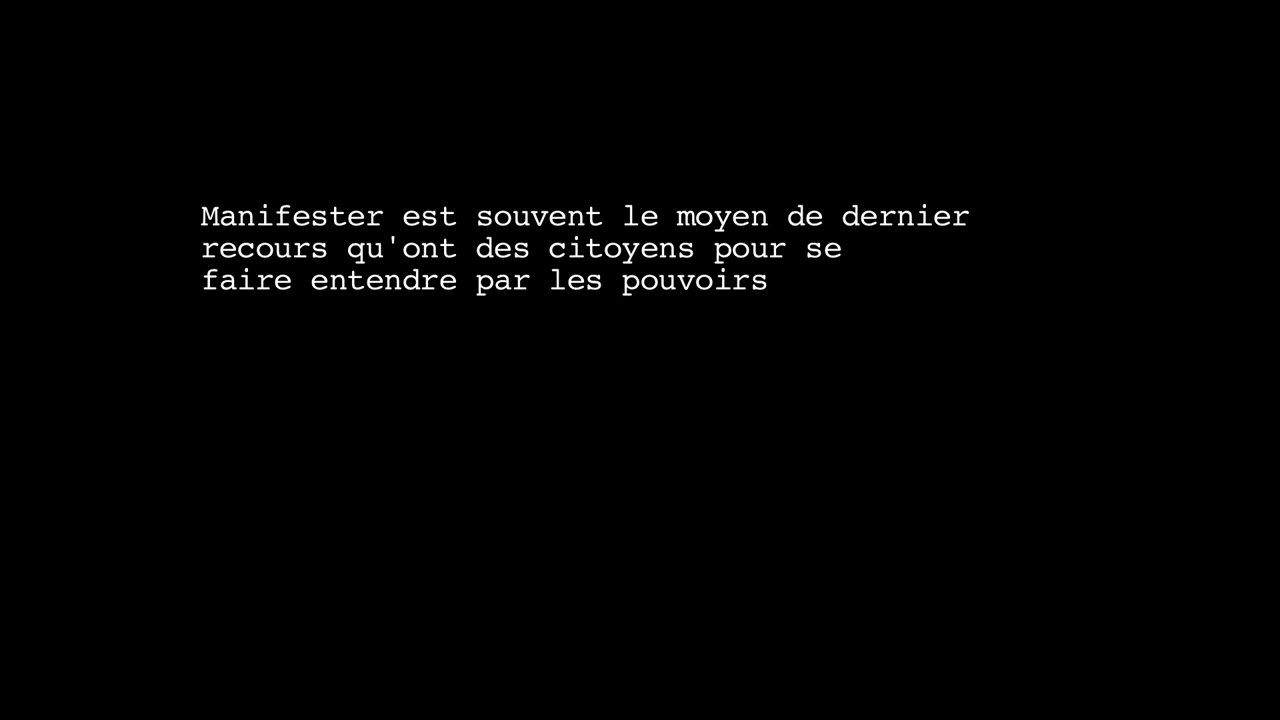 Manifester est souvent le moyen de dernier
recours qu'ont des citoyens pour se
faire entendre par les pouvoirs